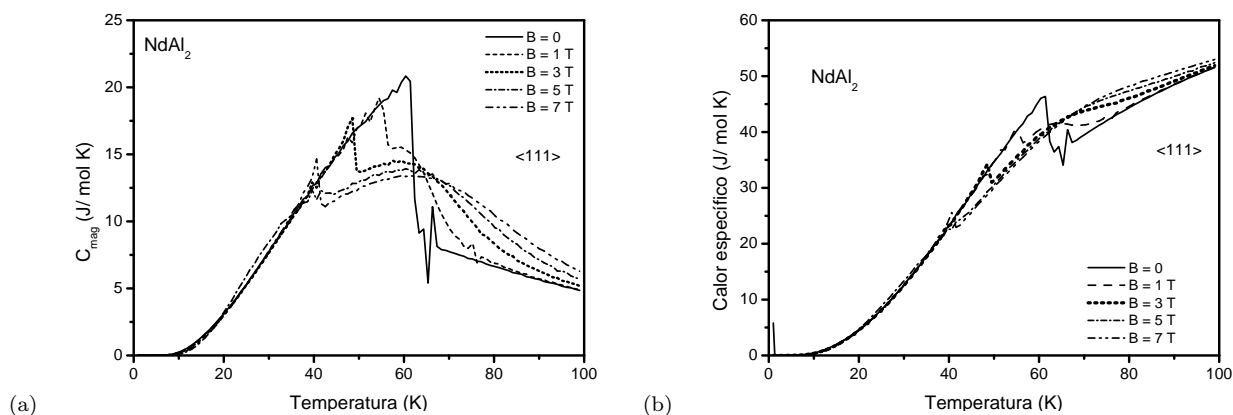 25
20
15
10
5
0
C_mag (J/ mol K)
NdAl₂
B = 0
B = 1 T
B = 3 T
B = 5 T
B = 7 T
<111>
0 20 40 60 80 100
Temperatura (K)
(a)
60
50
40
30
20
10
0
Calor específico (J/ mol K)
NdAl₂
<111>
B = 0
B = 1 T
B = 3 T
B = 5 T
B = 7 T
0 20 40 60 80 100
Temperatura (K)
(b)